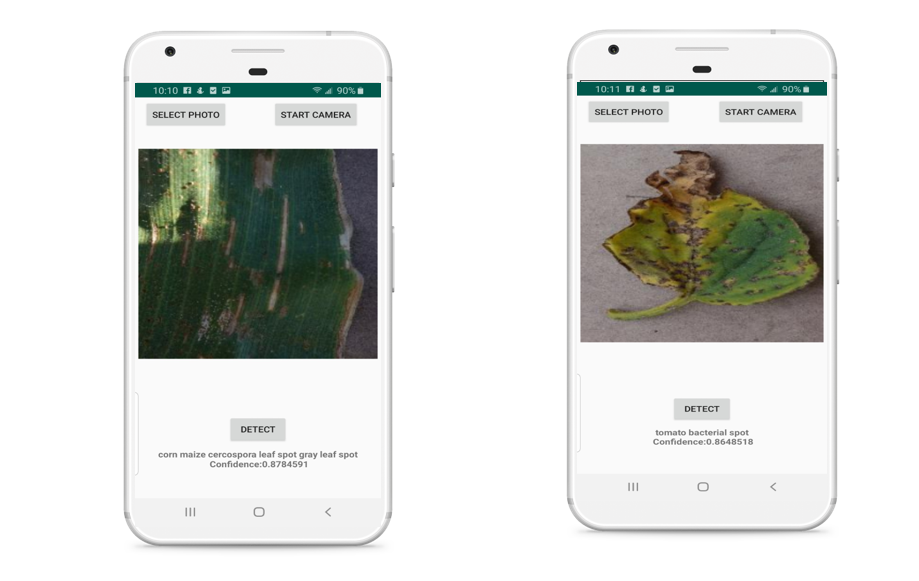 10:10 90%
SELECT PHOTO START CAMERA
DETECT
corn maize cercospora leaf spot gray leaf spot
Confidence:0.8784591
10:11 90%
SELECT PHOTO START CAMERA
DETECT
tomato bacterial spot
Confidence:0.8648518